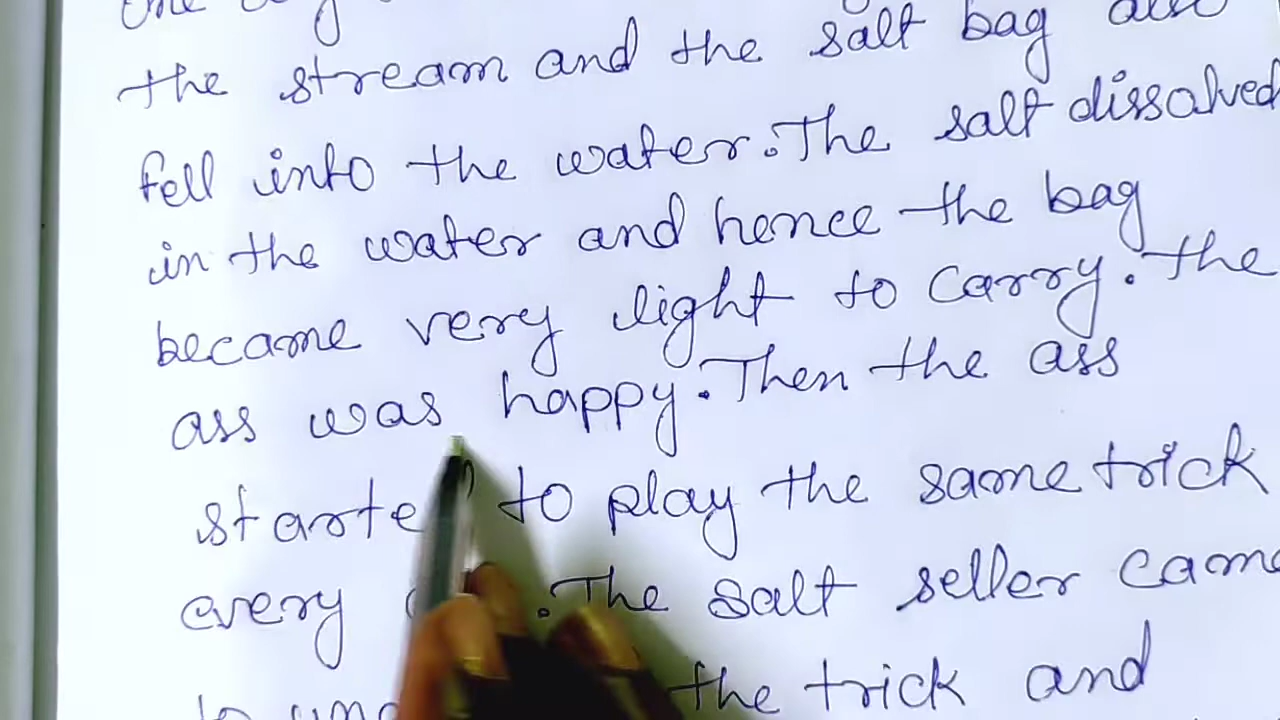 the stream and the salt bag also
fell into the water. The salt dissolved
in the water and hence the bag
became very light to carry. the
ass was happy. Then the ass
starte to play the same trick
every . The salt seller came
the trick and